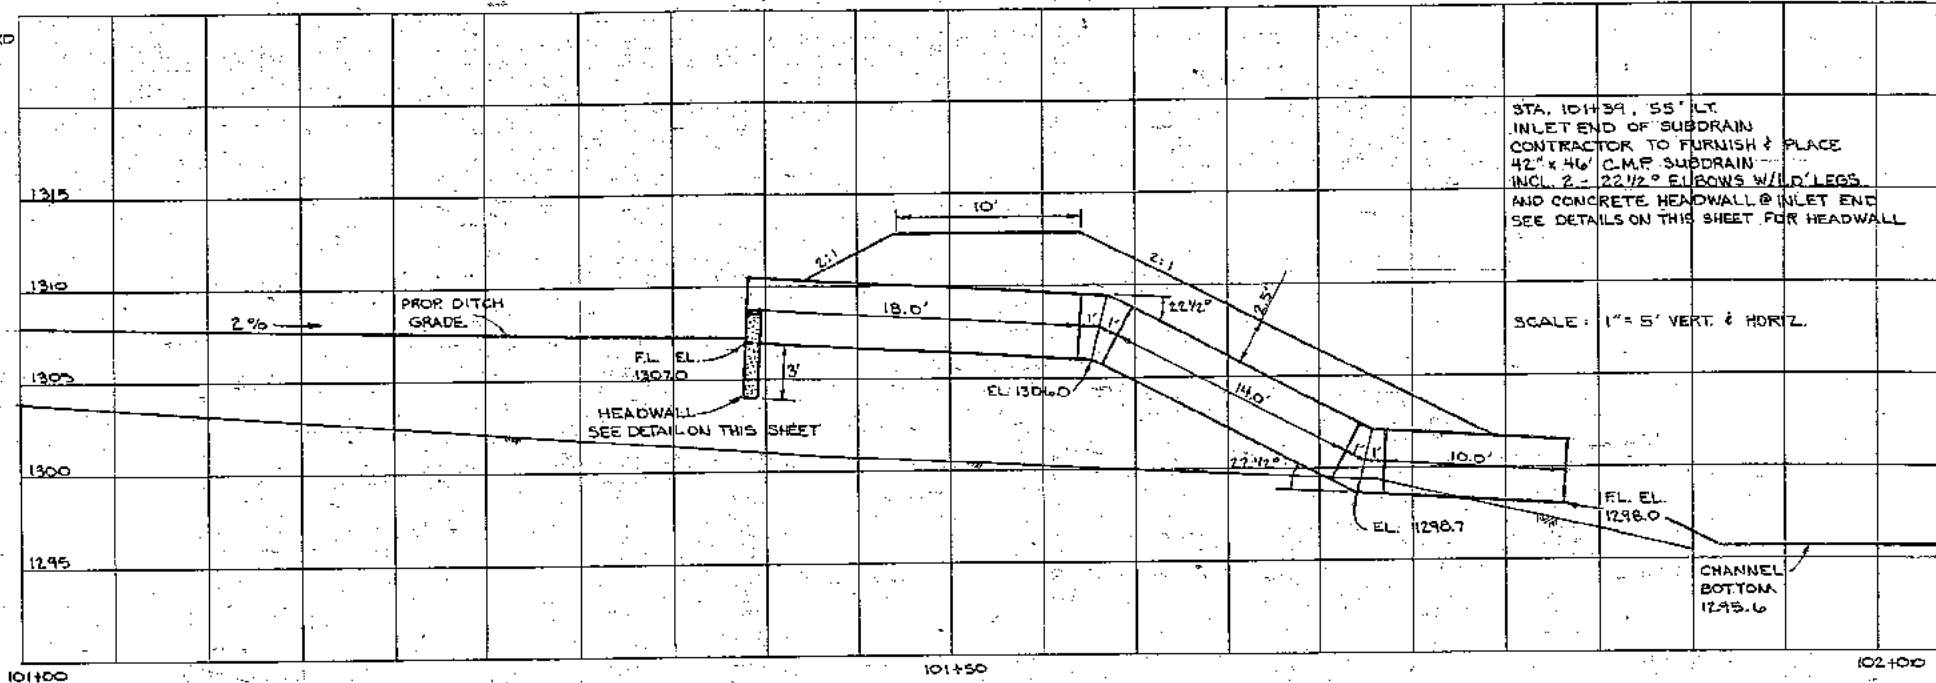 STA. 101+39, 55' LT.
INLET END OF SUBDRAIN
CONTRACTOR TO FURNISH & PLACE
42" x 46' C.M.P. SUBDRAIN
INCL. 2 - 22 1/2° ELBOWS W/1.0' LEGS
AND CONCRETE HEADWALL @ INLET END
SEE DETAILS ON THIS SHEET FOR HEADWALL
SCALE: 1" = 5' VERT. & HORIZ.
1315
1310
1305
1300
1295
10'
2:1
2:1
2.5'
22 1/2°
18.0'
1'
1'
2%
PROP. DITCH
GRADE
F.L. EL.
1307.0
3'
HEADWALL
SEE DETAIL ON THIS SHEET
EL. 1306.0
14.0'
22 1/2°
1'
1'
10.0'
EL. 1298.7
F.L. EL.
1298.0
CHANNEL
BOTTOM
1295.6
101+00
101+50
102+00